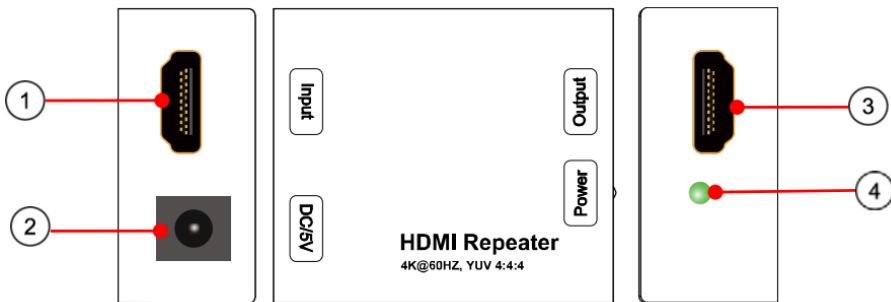 1
2
Input
DC/5V
Output
Power
HDMI Repeater
4K@60HZ, YUV 4:4:4
3
4